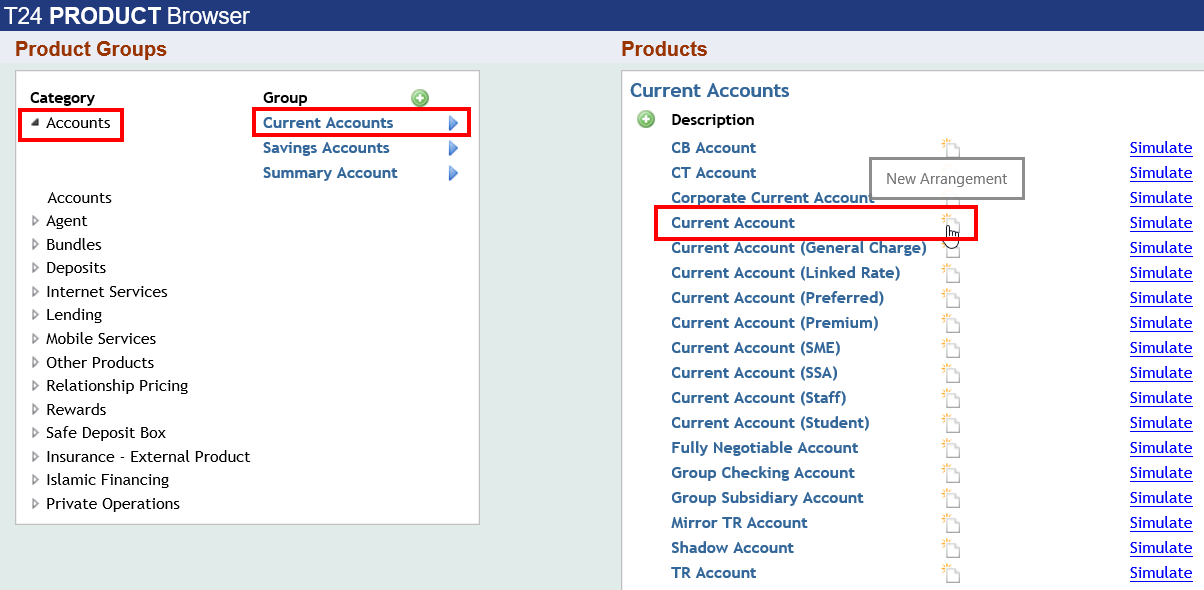 T24 PRODUCT Browser
Product Groups
Category Group
Accounts Current Accounts
Savings Accounts
Summary Account
Accounts
Agent
Bundles
Deposits
Internet Services
Lending
Mobile Services
Other Products
Relationship Pricing
Rewards
Safe Deposit Box
Insurance - External Product
Islamic Financing
Private Operations
Products
Current Accounts
Description
CB Account Simulate
CT Account Simulate
New Arrangement
Corporate Current Account Simulate
Current Account Simulate
Current Account (General Charge) Simulate
Current Account (Linked Rate) Simulate
Current Account (Preferred) Simulate
Current Account (Premium) Simulate
Current Account (SME) Simulate
Current Account (SSA) Simulate
Current Account (Staff) Simulate
Current Account (Student) Simulate
Fully Negotiable Account Simulate
Group Checking Account Simulate
Group Subsidiary Account Simulate
Mirror TR Account Simulate
Shadow Account Simulate
TR Account Simulate